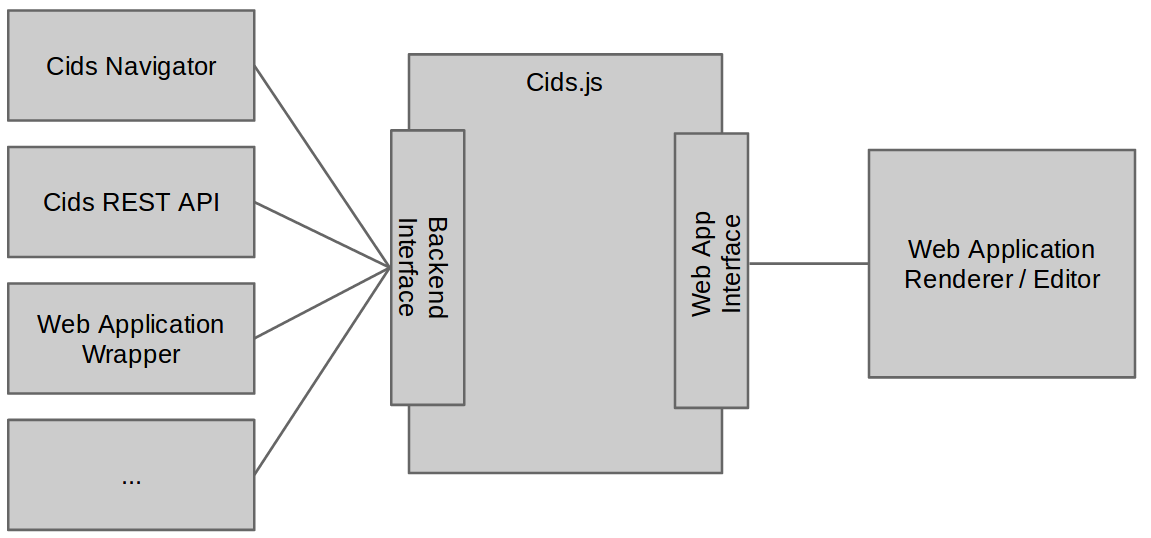 Cids Navigator
Cids REST API
Web Application
Wrapper
...
Cids.js
Backend
Interface
Web App
Interface
Web Application
Renderer / Editor